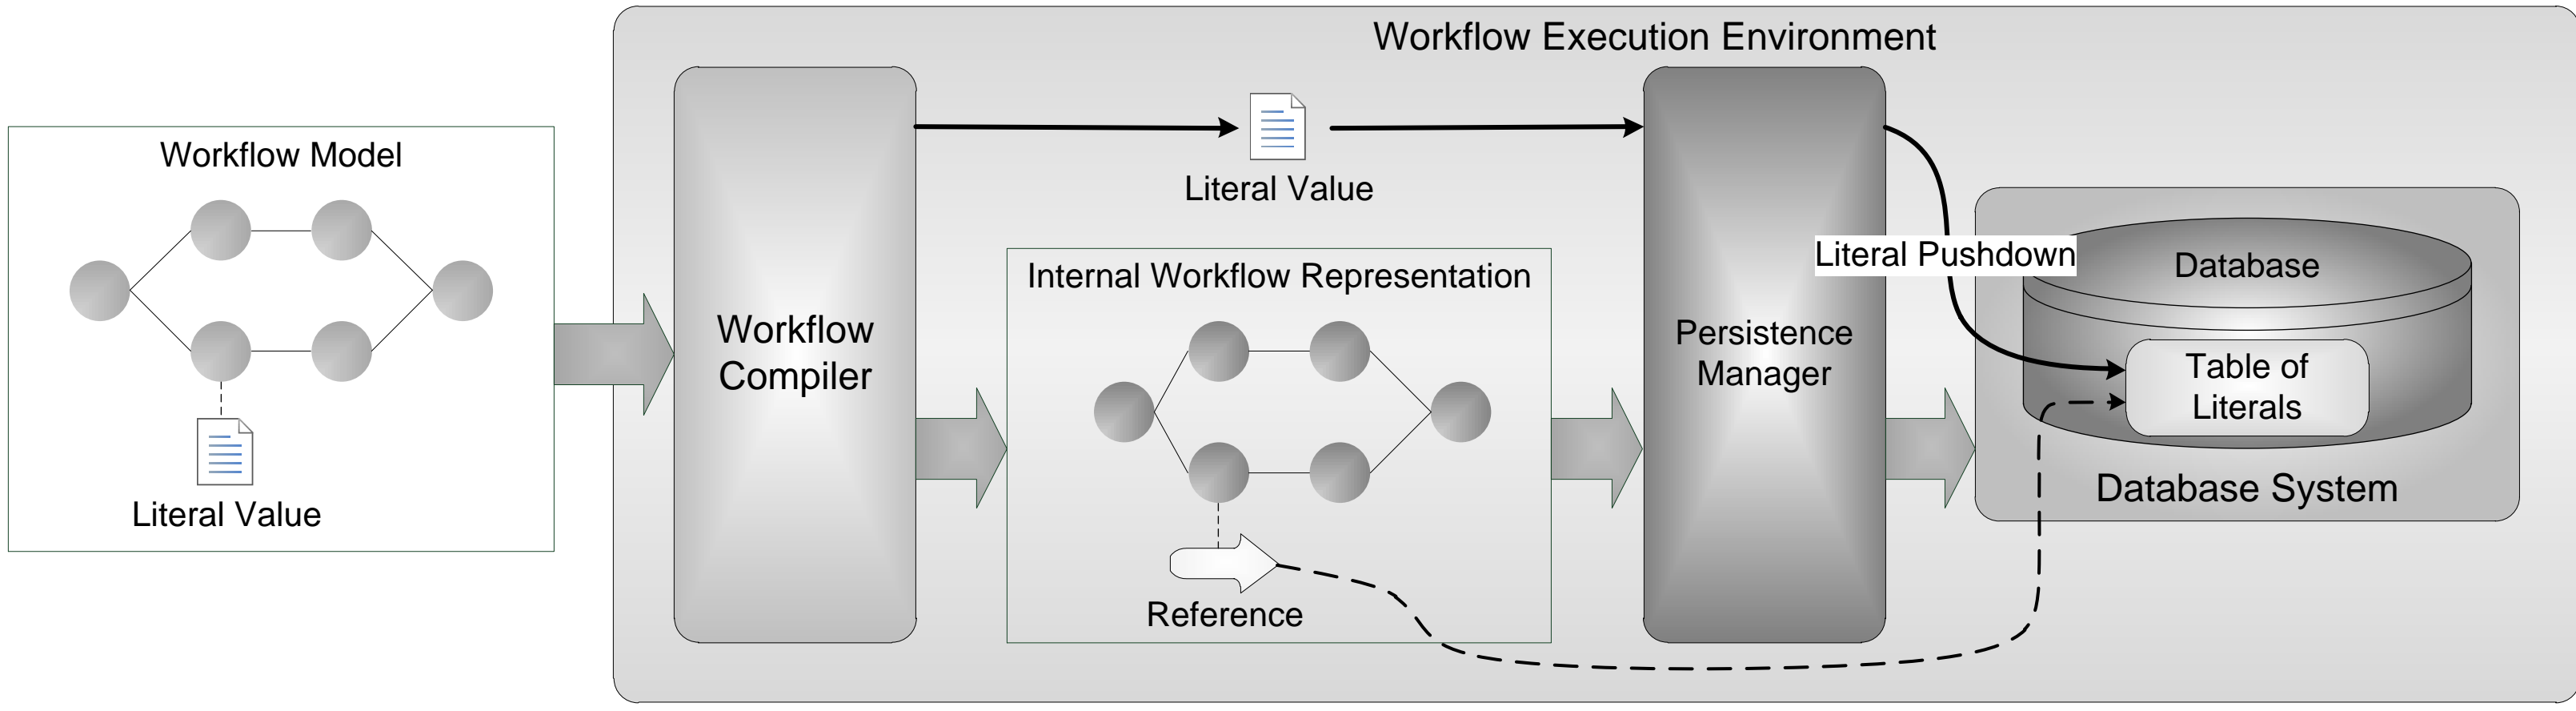 Workflow Execution Environment
Workflow Model
Literal Value
Workflow
Compiler
Literal Value
Internal Workflow Representation
Reference
Persistence
Manager
Literal Pushdown
Database
Table of
Literals
Database System